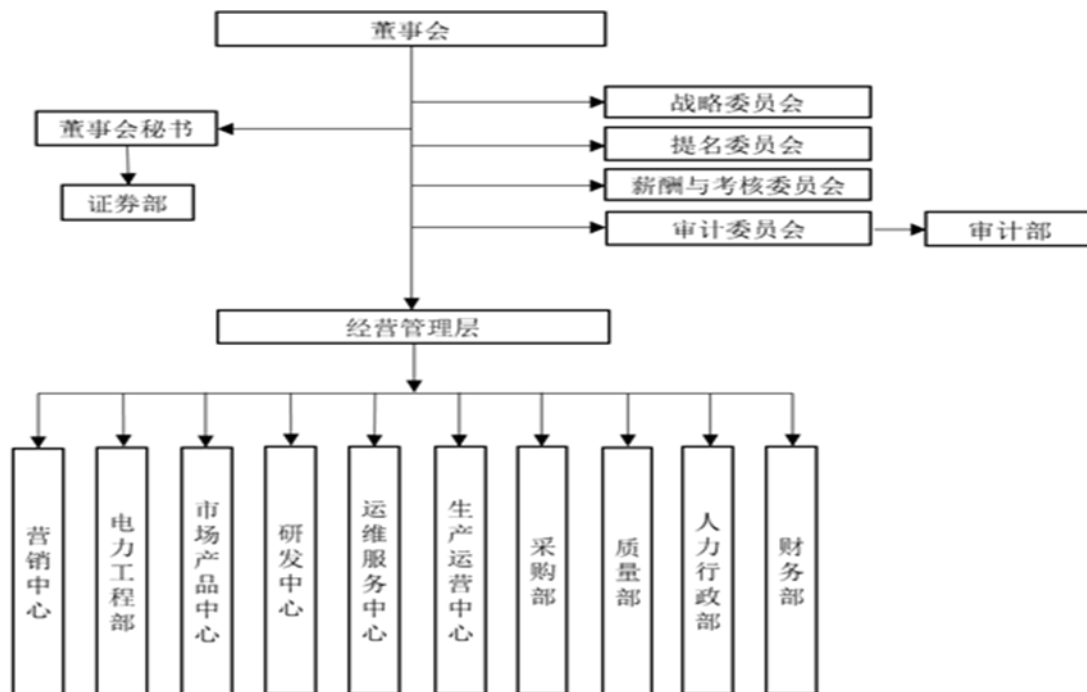 董事会
战略委员会
董事会秘书
提名委员会
薪酬与考核委员会
证券部
审计委员会
审计部
经营管理层
营销中心
电力工程部
市场产品中心
研发中心
运维服务中心
生产运营中心
采购部
质量部
人力行政部
财务部